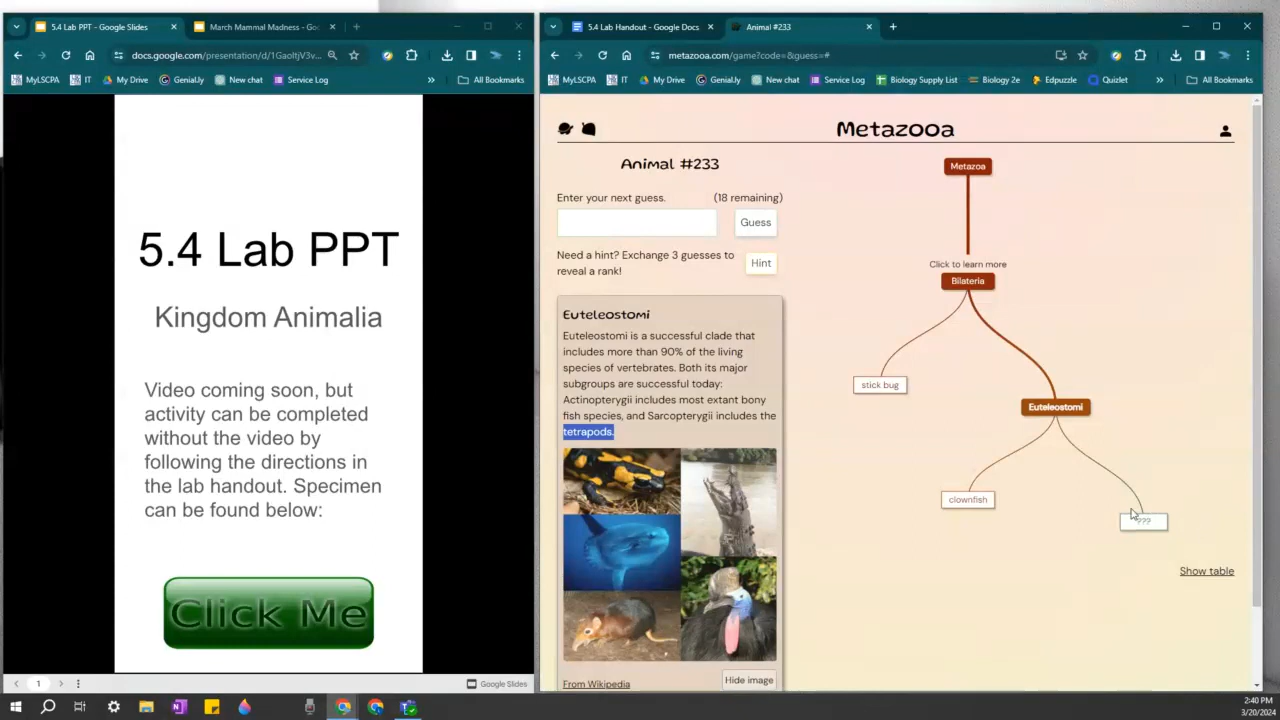 5.4 Lab PPT - Google Slides
March Mammal Madness - Goo
docs.google.com/presentation/d/1GaoItjV3v...
MyLSCPA
IT
My Drive
Genial.ly
New chat
Service Log
»
All Bookmarks
5.4 Lab PPT
Kingdom Animalia
Video coming soon, but
activity can be completed
without the video by
following the directions in
the lab handout. Specimen
can be found below:
Click Me
1
Google Slides
5.4 Lab Handout - Google Docs
Animal #233
metazooa.com/game?code=&guess=#
MyLSCPA
IT
My Drive
Genial.ly
New chat
Service Log
Biology Supply List
Biology 2e
Edpuzzle
Quizlet
»
All Bookmarks
Metazooa
Animal #233
Enter your next guess. (18 remaining)
Guess
Need a hint? Exchange 3 guesses to
reveal a rank!
Hint
Euteleostomi
Euteleostomi is a successful clade that
includes more than 90% of the living
species of vertebrates. Both its major
subgroups are successful today:
Actinopterygii includes most extant bony
fish species, and Sarcopterygii includes the
tetrapods.
From Wikipedia
Hide image
Metazoa
Click to learn more
Bilateria
stick bug
Euteleostomi
clownfish
???
Show table
2:40 PM
3/20/2024